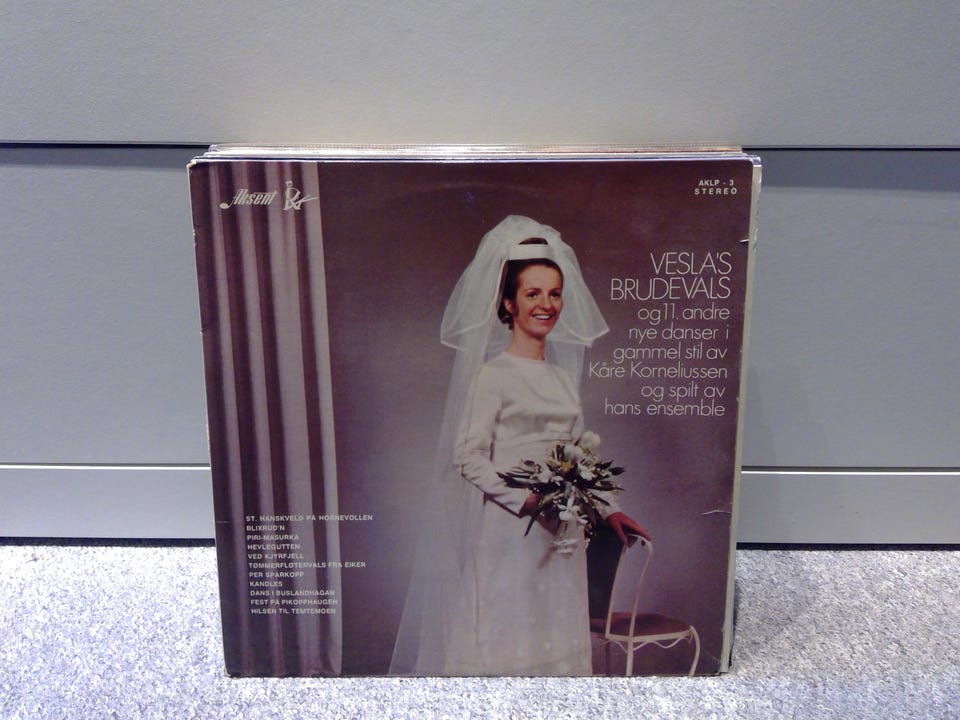 Aksent
AKLP - 3
STEREO
VESLA'S
BRUDEVALS
og 11. andre
nye danser i
gammel stil av
Kåre Korneliussen
og spilt av
hans ensemble
ST. HANSKVELD PÅ HORNEVOLLEN
BLIXRUD'N
PIRI-MASURKA
HEVLEGUTTEN
VED KJYRFJELL
TØMMERFLØTERVALS FRA EIKER
PER SPARKOPP
KANDLES
DANS I BUSLANDHAGAN
FEST PÅ PIKOPPHAUGEN
HILSEN TIL TEMTEMOEN